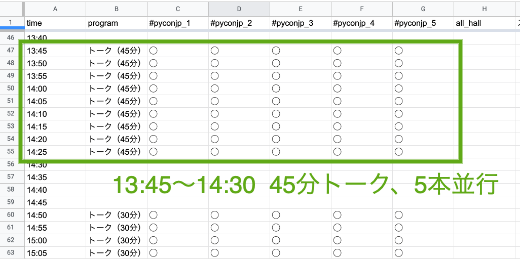 A B C D E F G H
1 time program #pyconjp_1 #pyconjp_2 #pyconjp_3 #pyconjp_4 #pyconjp_5 all_hall
46 13:40
47 13:45 トーク（45分） ○ ○ ○ ○ ○
48 13:50 トーク（45分） ○ ○ ○ ○ ○
49 13:55 トーク（45分） ○ ○ ○ ○ ○
50 14:00 トーク（45分） ○ ○ ○ ○ ○
51 14:05 トーク（45分） ○ ○ ○ ○ ○
52 14:10 トーク（45分） ○ ○ ○ ○ ○
53 14:15 トーク（45分） ○ ○ ○ ○ ○
54 14:20 トーク（45分） ○ ○ ○ ○ ○
55 14:25 トーク（45分） ○ ○ ○ ○ ○
56 14:30
57 14:35
58 14:40
59 14:45
13:45〜14:30 45分トーク、5本並行
60 14:50 トーク（30分） ○ ○ ○ ○ ○
61 14:55 トーク（30分） ○ ○ ○ ○ ○
62 15:00 トーク（30分） ○ ○ ○ ○ ○
63 15:05 トーク（30分） ○ ○ ○ ○ ○